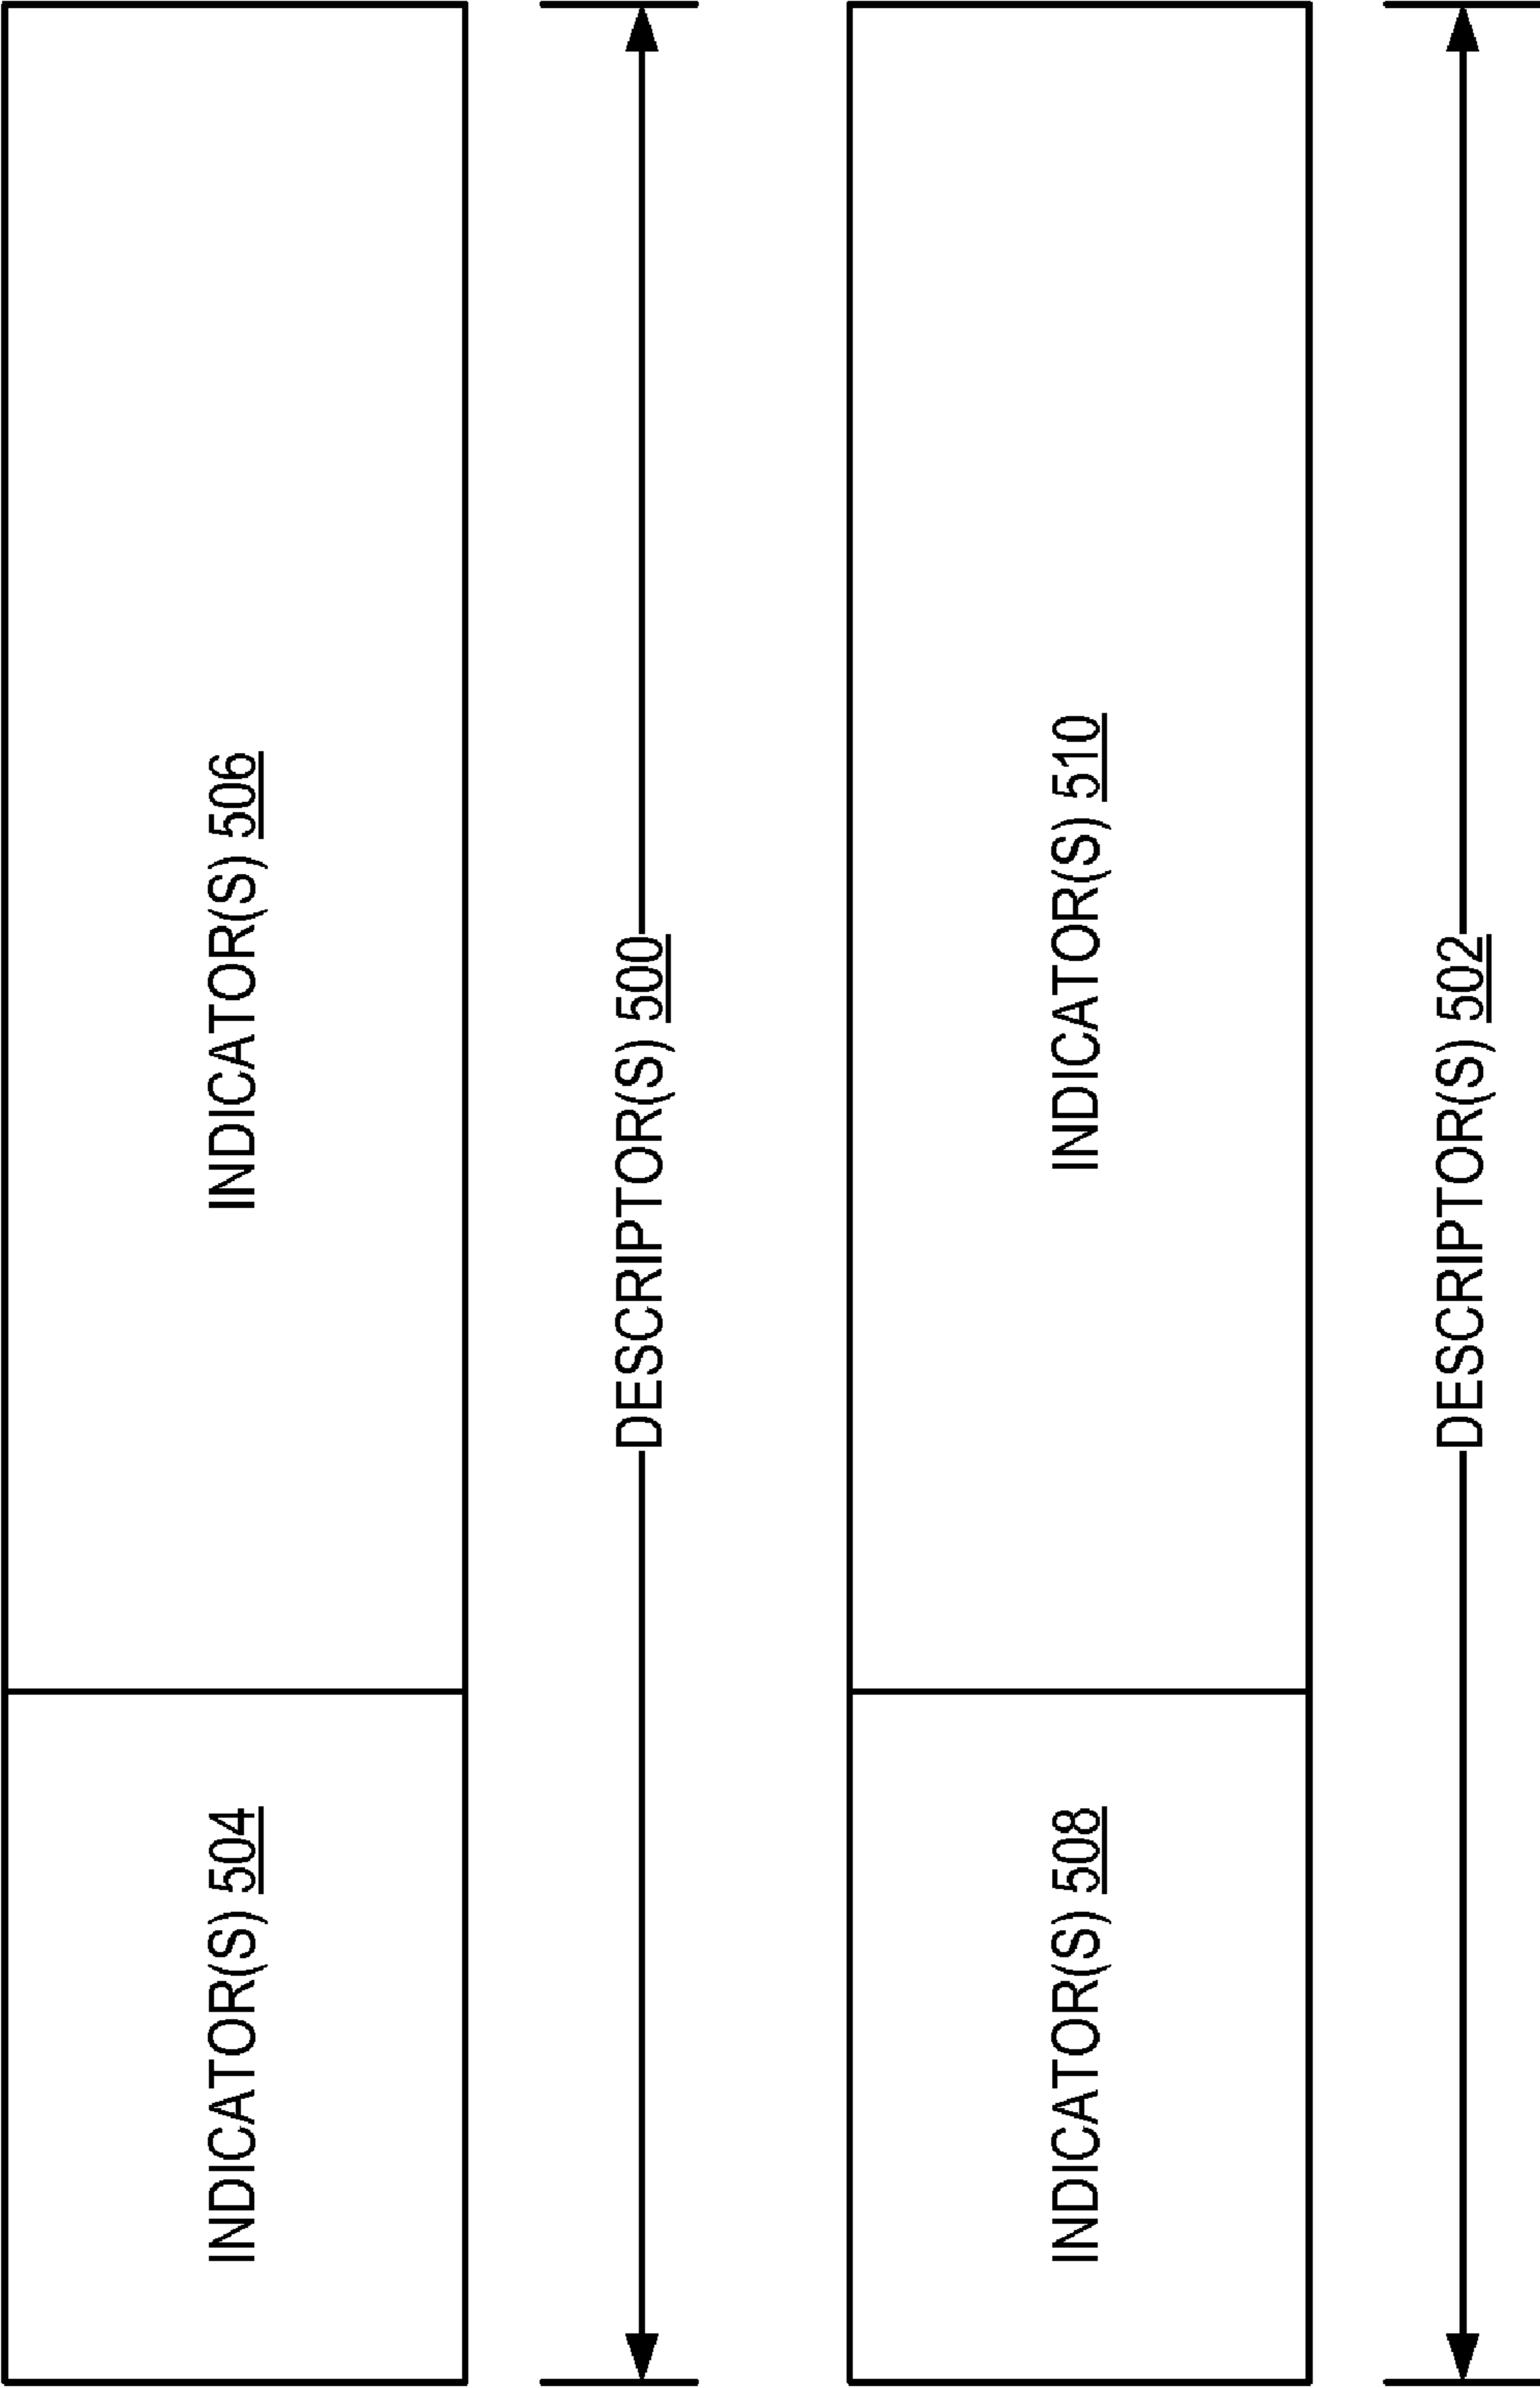 INDICATOR(S) 504
INDICATOR(S) 506
DESCRIPTOR(S) 500
INDICATOR(S) 508
INDICATOR(S) 510
DESCRIPTOR(S) 502